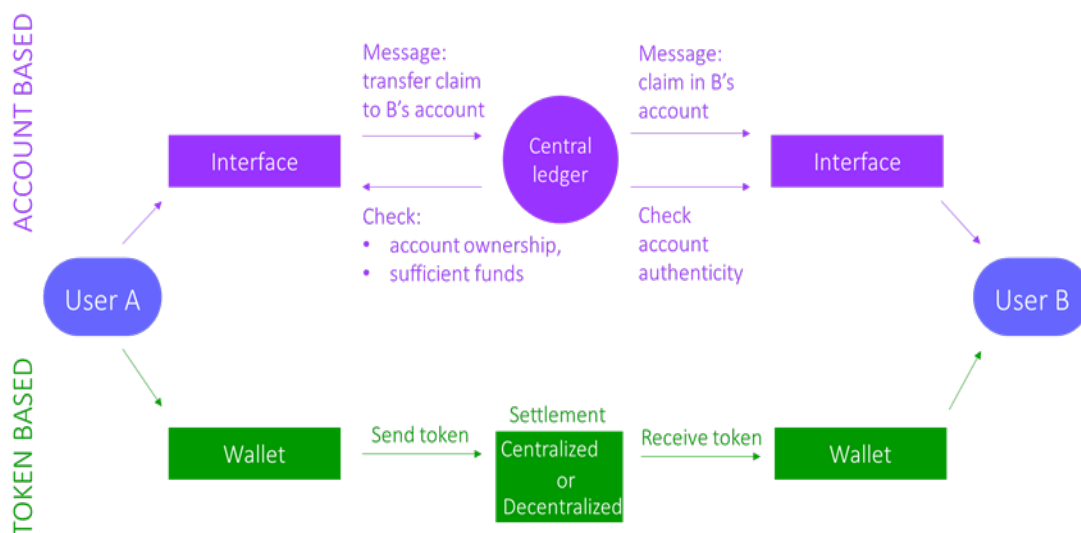 ACCOUNT BASED
Message:
transfer claim
to B's account
Message:
claim in B's
account
Interface
Central
ledger
Interface
Check:
• account ownership,
• sufficient funds
Check
account
authenticity
User A
User B
TOKEN BASED
Settlement
Send token
Receive token
Wallet
Centralized
or
Decentralized
Wallet